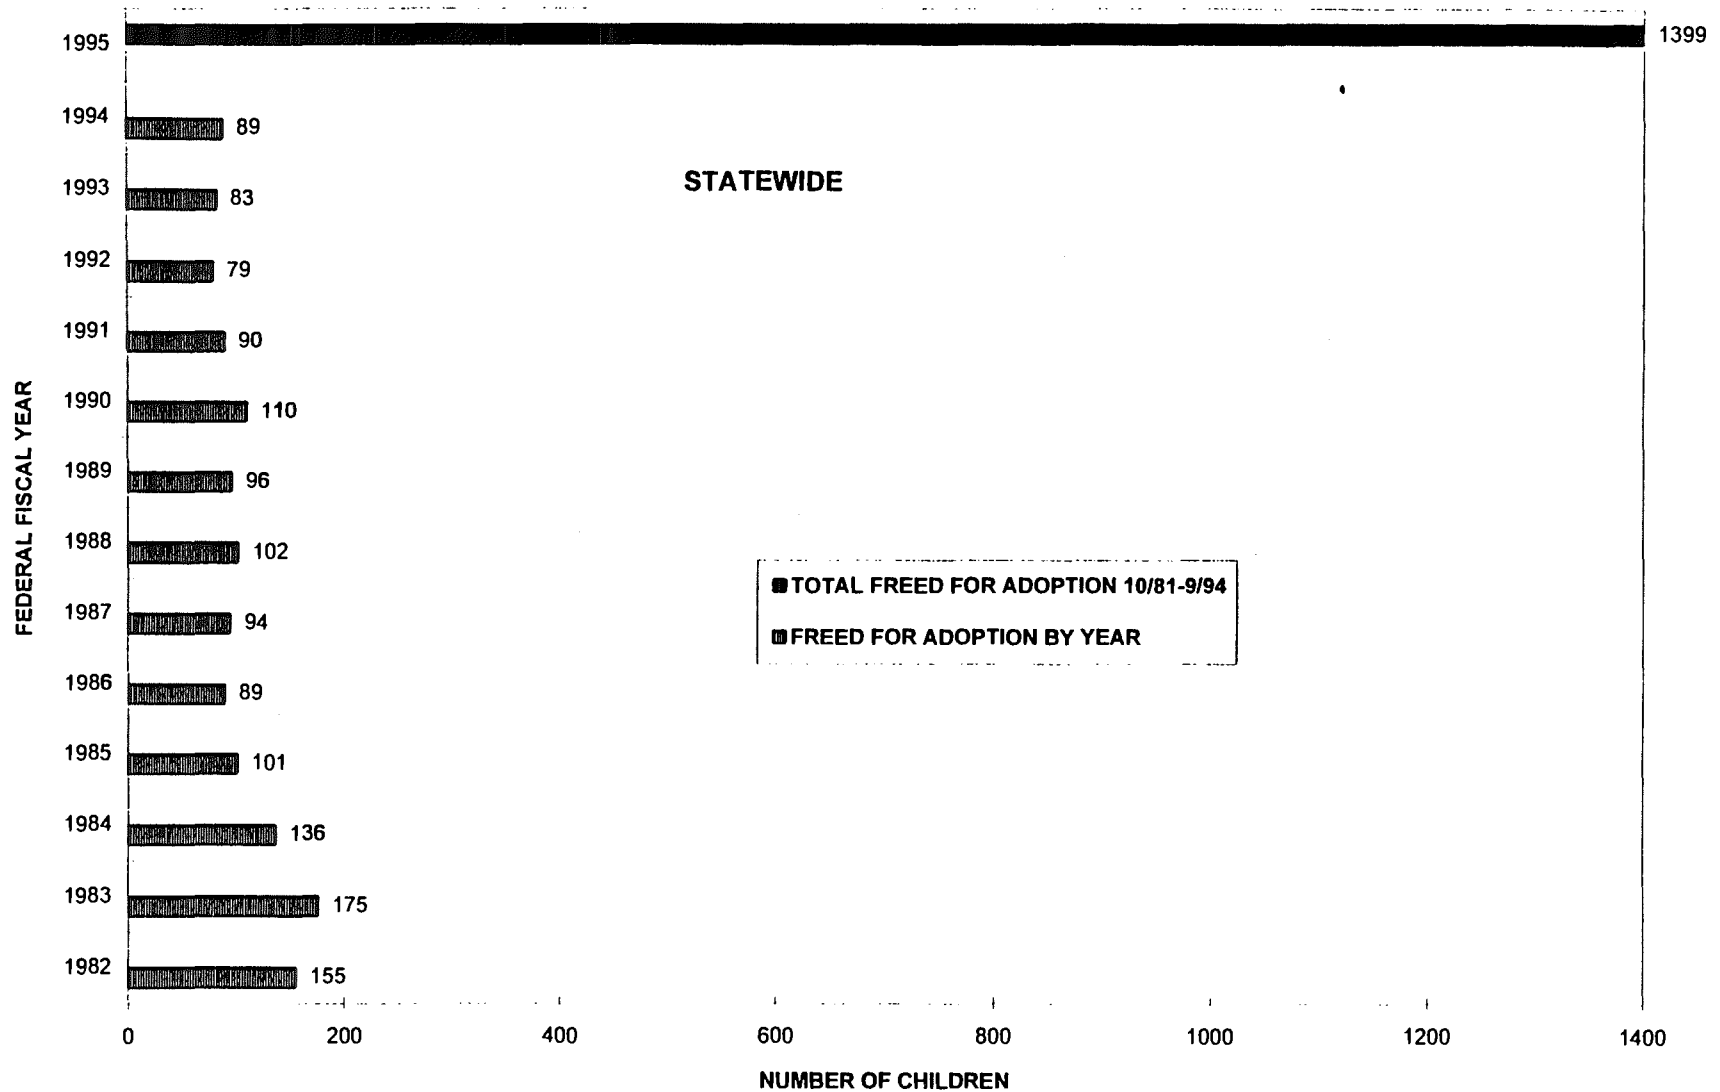 1995 1399
1994 89
1993 83
STATEWIDE
1992 79
1991 90
1990 110
1989 96
1988 102
1987 94
1986 89
1985 101
1984 136
1983 175
1982 155
FEDERAL FISCAL YEAR
TOTAL FREED FOR ADOPTION 10/81-9/94
FREED FOR ADOPTION BY YEAR
0 200 400 600 800 1000 1200 1400
NUMBER OF CHILDREN